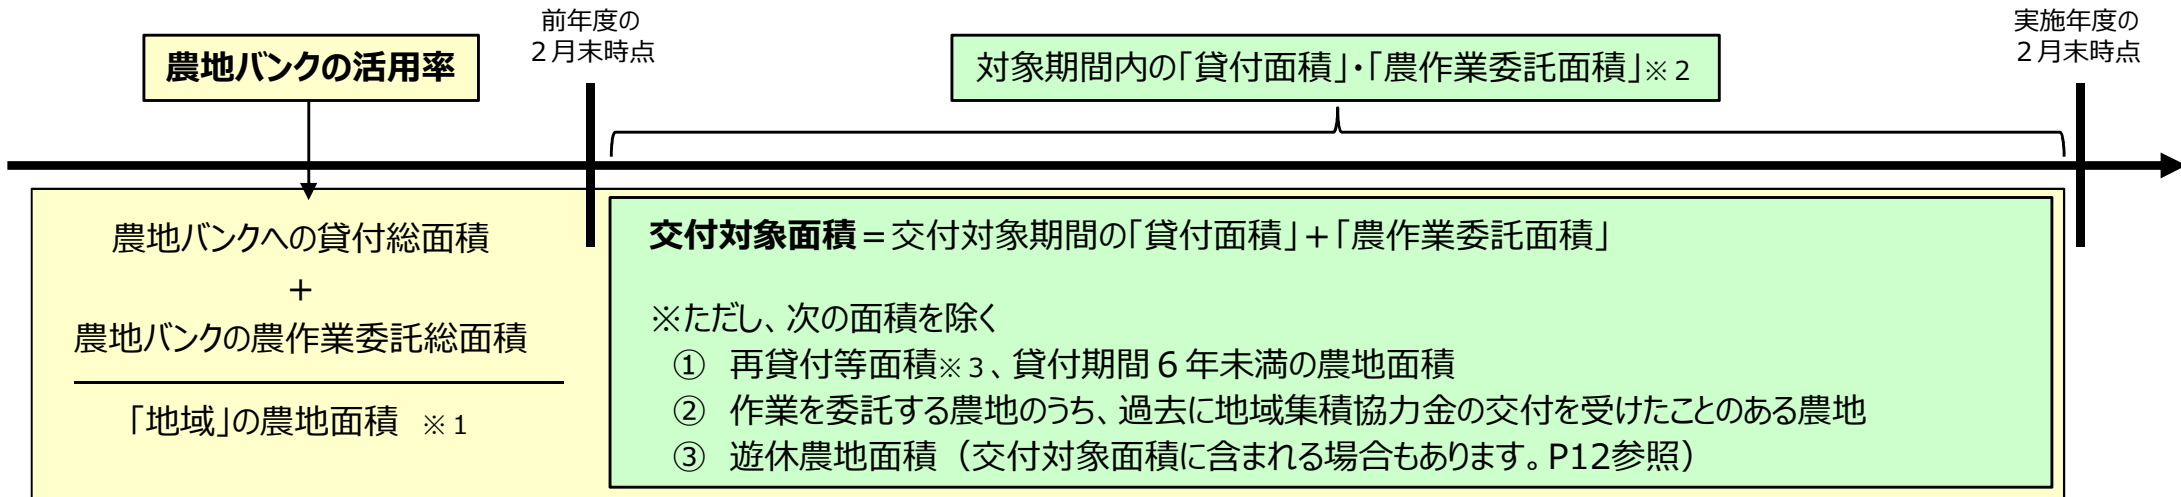 前年度の
２月末時点
実施年度の
２月末時点
農地バンクの活用率
対象期間内の「貸付面積」・「農作業委託面積」※２
農地バンクへの貸付総面積
＋
農地バンクの農作業委託総面積
「地域」の農地面積 ※１
交付対象面積＝交付対象期間の「貸付面積」＋「農作業委託面積」
※ただし、次の面積を除く
① 再貸付等面積※３、貸付期間６年未満の農地面積
② 作業を委託する農地のうち、過去に地域集積協力金の交付を受けたことのある農地
③ 遊休農地面積（交付対象面積に含まれる場合もあります。P12参照）